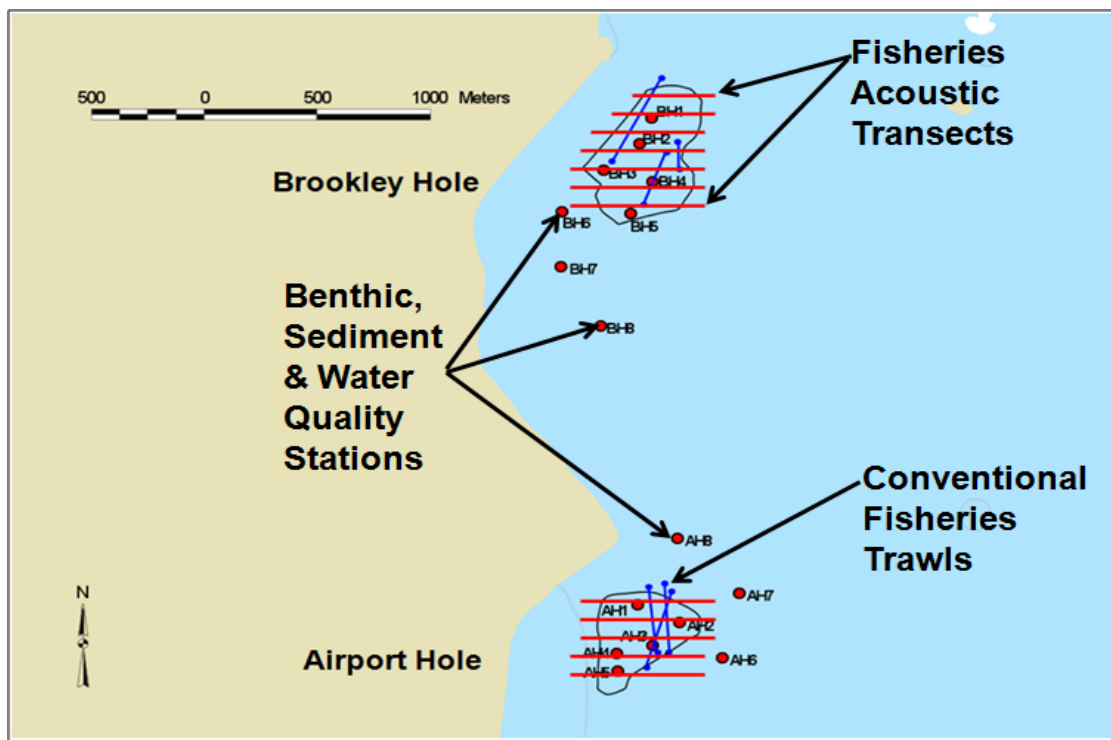 Fisheries
Acoustic
Transects
500 0 500 1000 Meters
BH1
BH2
BH3
BH4
Brookley Hole
BH6
BH5
BH7
Benthic,
Sediment
& Water
Quality
Stations
BH8
Conventional
Fisheries
Trawls
AH8
N
AH7
AH1
AH2
AH3
AH4
AH6
Airport Hole
AH5